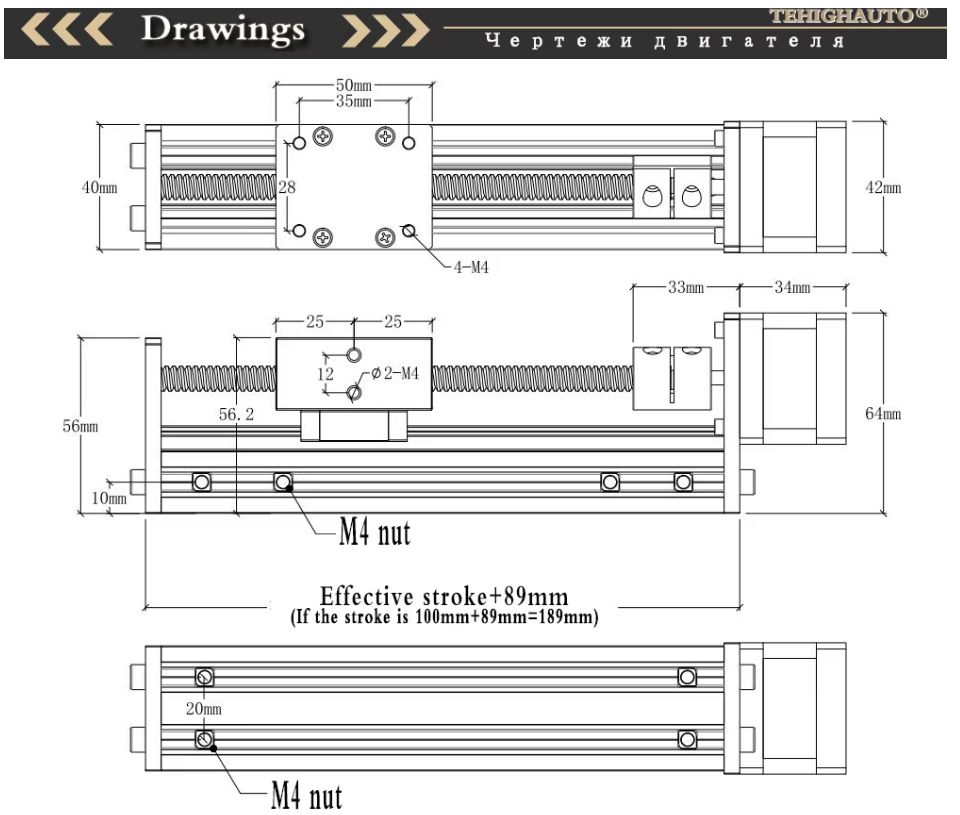 Drawings
TEHIGHAUTO®
Чертежи двигателя
50mm
35mm
40mm
28
42mm
4-M4
33mm
34mm
25
25
12
Ø2-M4
56.2
56mm
64mm
10mm
M4 nut
Effective stroke+89mm
(If the stroke is 100mm+89mm=189mm)
20mm
M4 nut